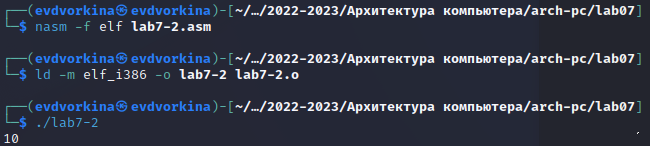 ┌──(evdvorkina㉿evdvorkina)-[~/…/2022-2023/Архитектура компьютера/arch-pc/lab07]
└─$ nasm -f elf lab7-2.asm
┌──(evdvorkina㉿evdvorkina)-[~/…/2022-2023/Архитектура компьютера/arch-pc/lab07]
└─$ ld -m elf_i386 -o lab7-2 lab7-2.o
┌──(evdvorkina㉿evdvorkina)-[~/…/2022-2023/Архитектура компьютера/arch-pc/lab07]
└─$ ./lab7-2
10